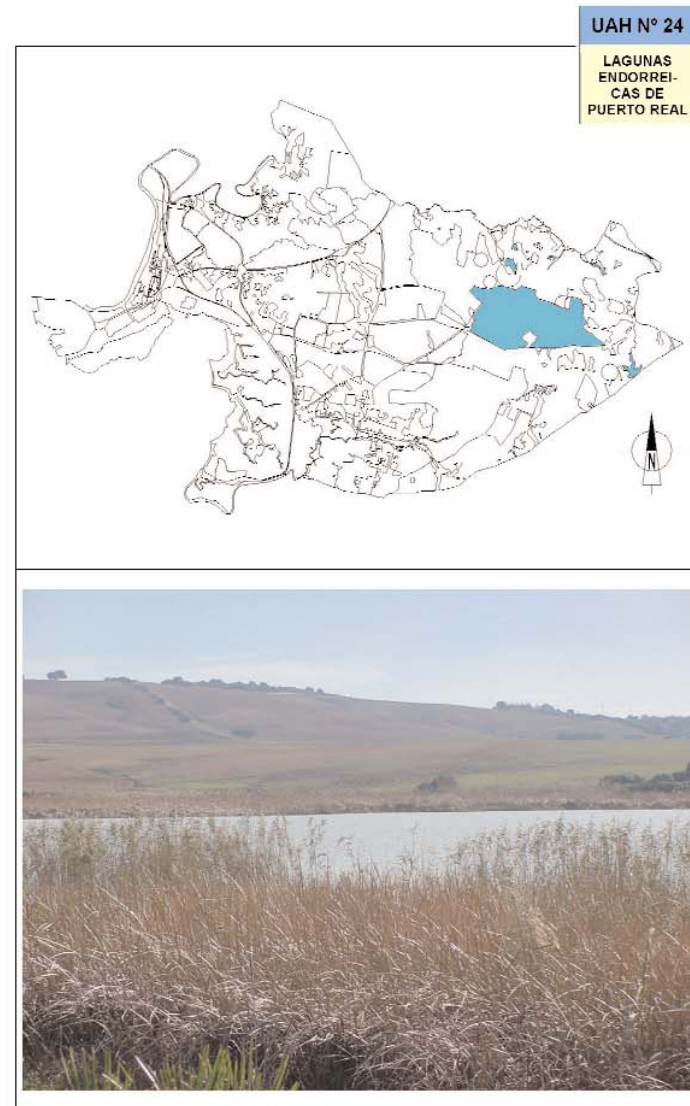 UAH Nº 24
LAGUNAS
ENDORREI-
CAS DE
PUERTO REAL
N